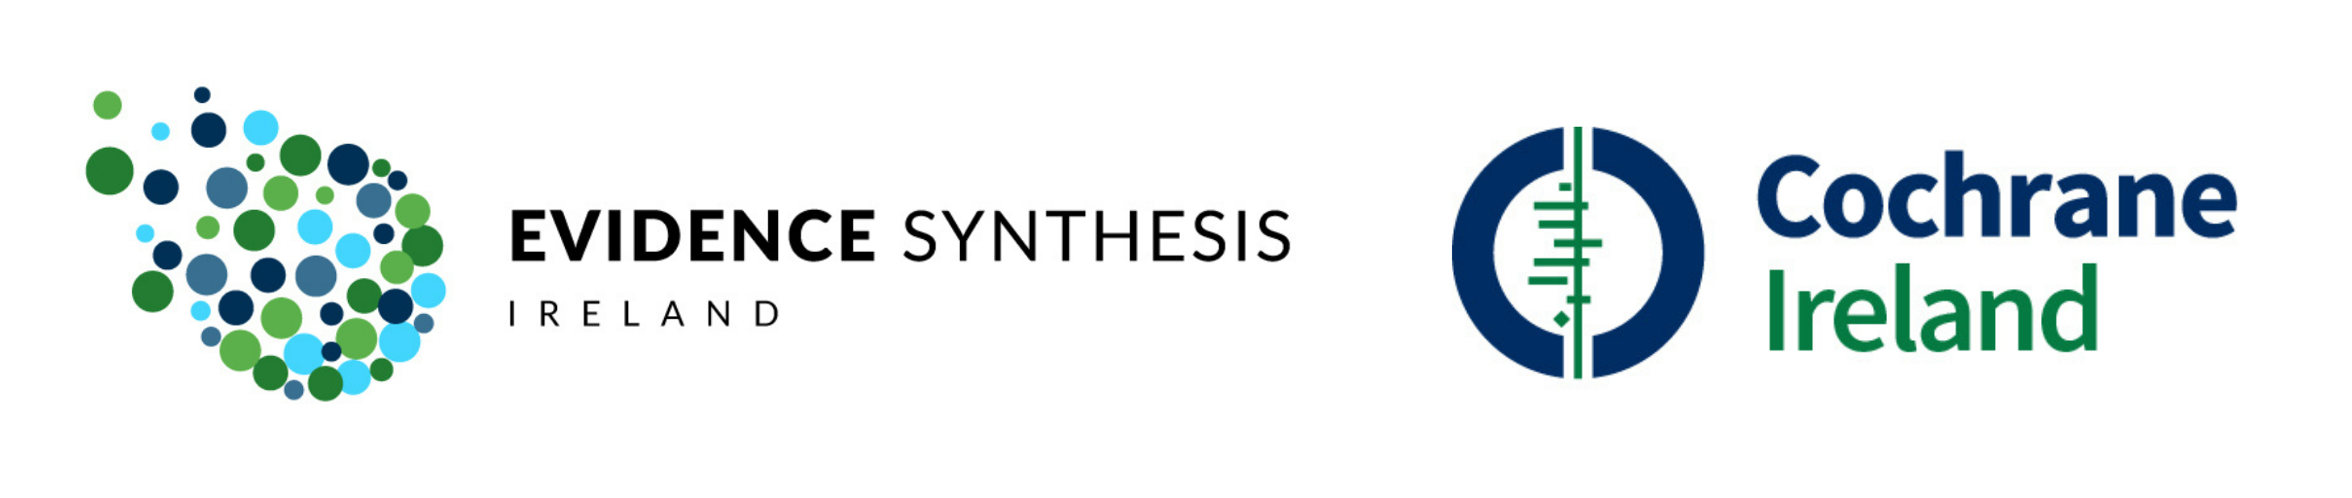 EVIDENCE SYNTHESIS
IRELAND
Cochrane
Ireland